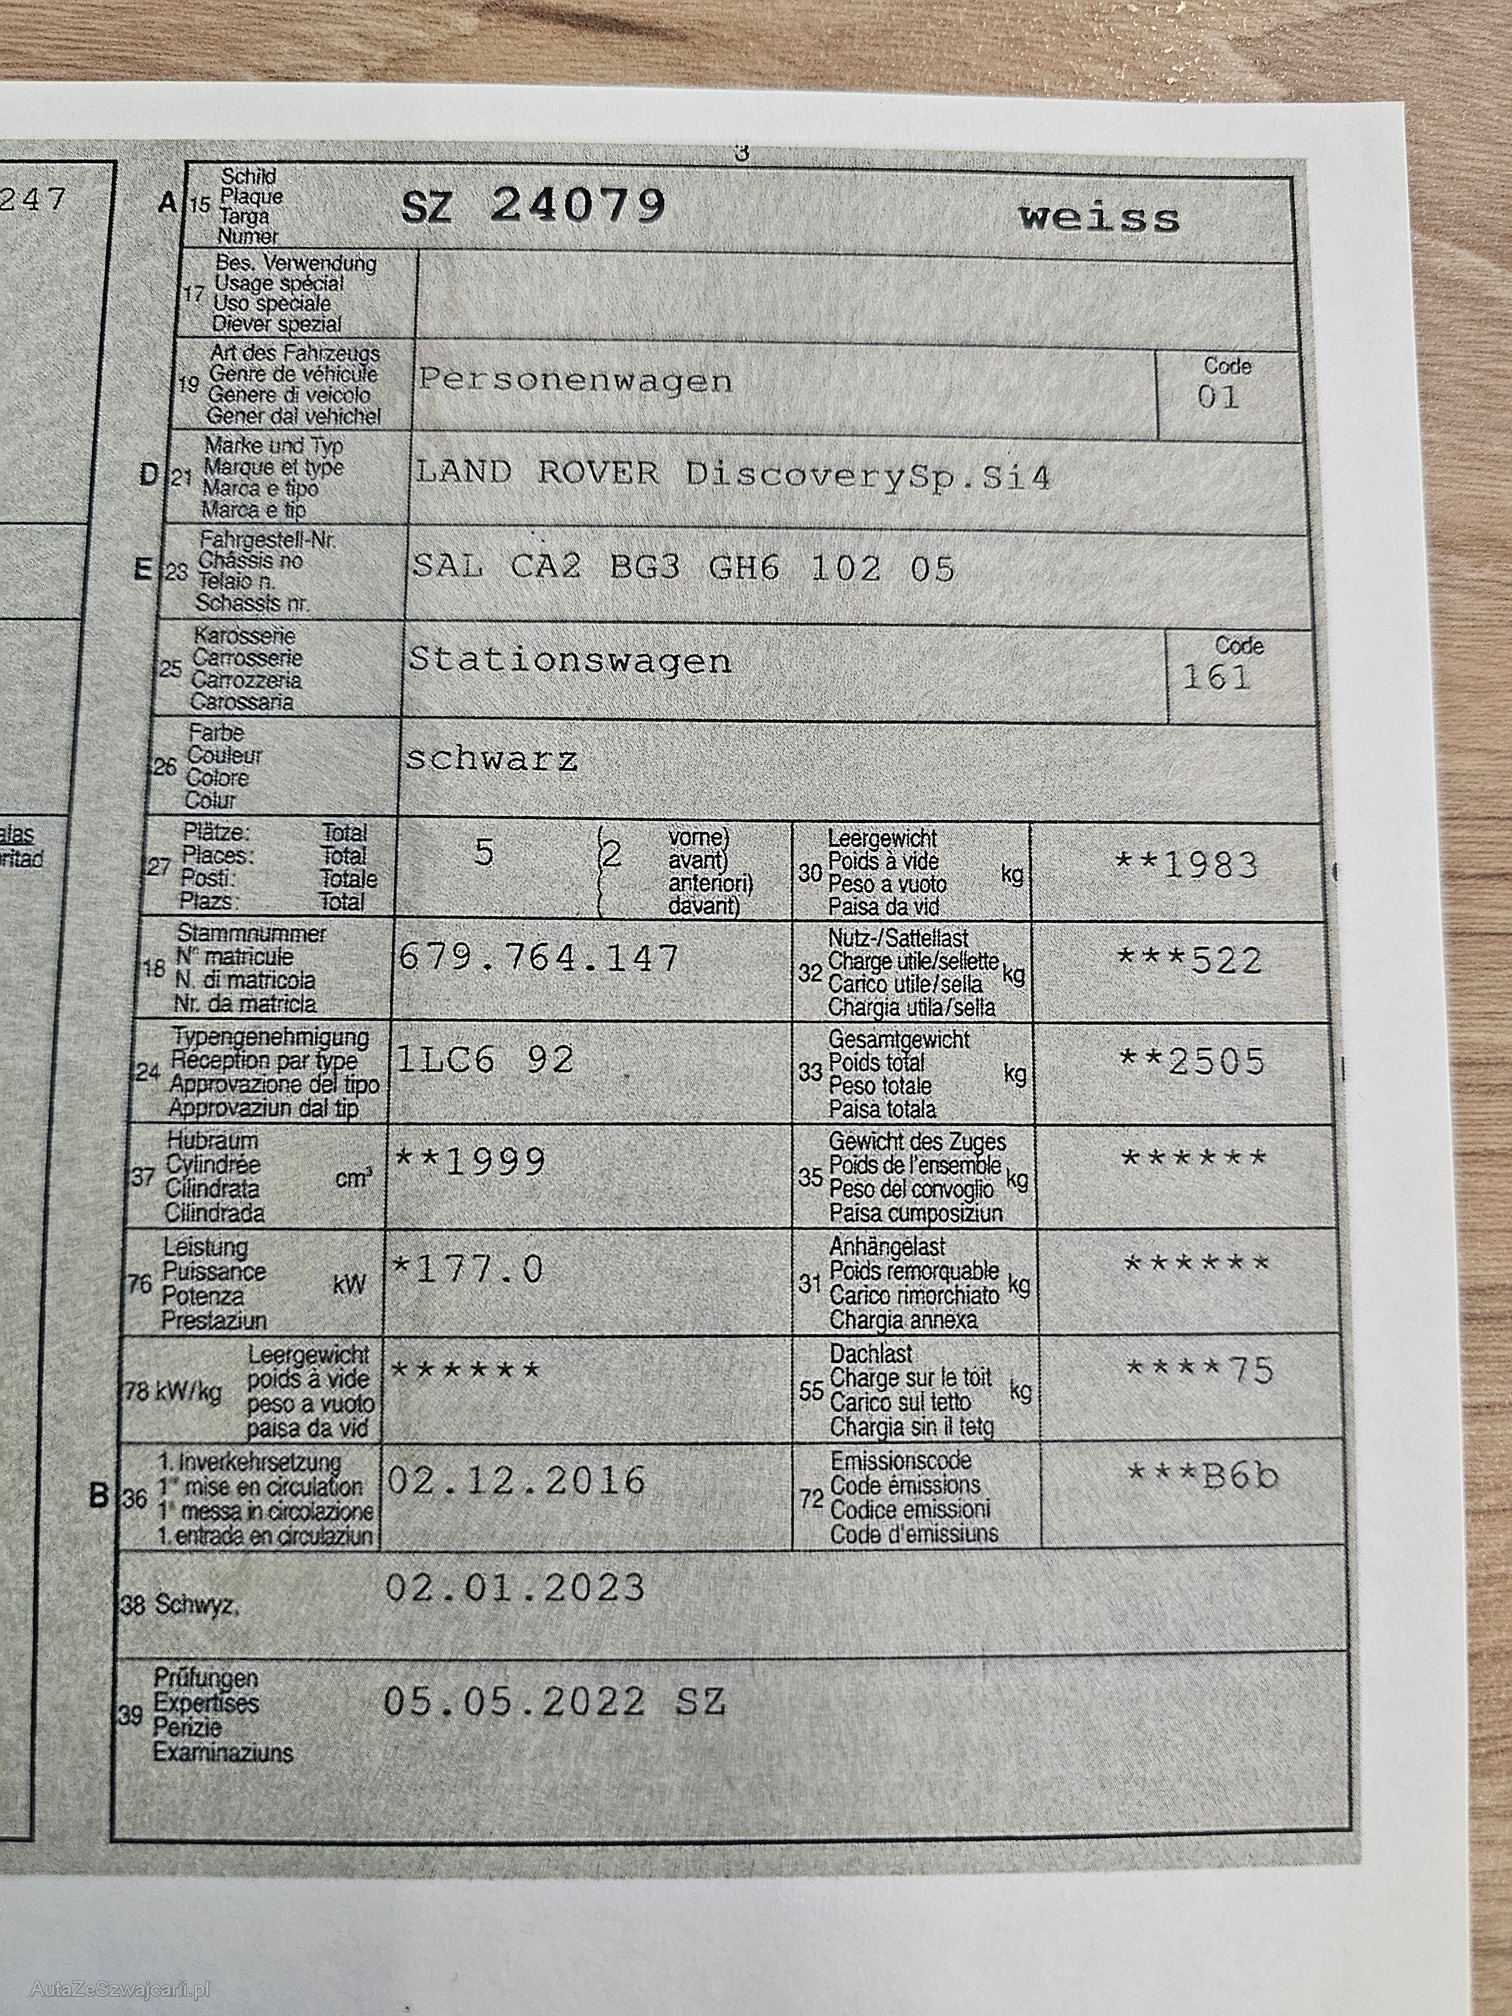 3
247
A 15 Schild
Plaque
Targa
Numer
SZ 24079 weiss
17 Bes. Verwendung
Usage spécial
Uso speciale
Diever spezial
19 Art des Fahrzeugs
Genre de véhicule
Genere di veicolo
Gener dal vehichel
Personenwagen
Code
01
D 21 Marke und Typ
Marque et type
Marca e tipo
Marca e tip
LAND ROVER DiscoverySp.Si4
E 23 Fahrgestell-Nr.
Châssis no
Telaio n.
Schassis nr.
SAL CA2 BG3 GH6 102 05
25 Karosserie
Carrosserie
Carrozzeria
Carossaria
Stationswagen
Code
161
26 Farbe
Couleur
Colore
Colur
schwarz
27 Plätze: Total
Places: Total
Posti: Totale
Plazs: Total
5 (2 vorne)
avant)
anteriori)
davant)
30 Leergewicht
Poids à vide kg
Peso a vuoto
Paisa da vid
**1983
18 Stammnummer
N° matricule
N. di matricola
Nr. da matricla
679.764.147
32 Nutz-/Sattellast
Charge utile/sellette kg
Carico utile/sella
Chargia utila/sella
***522
24 Typengenehmigung
Réception par type
Approvazione del tipo
Approvaziun dal tip
1LC6 92
33 Gesamtgewicht
Poids total kg
Peso totale
Paisa totala
**2505
37 Hubraum
Cylindrée cm³
Cilindrata
Cilindrada
**1999
35 Gewicht des Zuges
Poids de l'ensemble kg
Peso del convoglio
Paisa cumposiziun
******
76 Leistung
Puissance kW
Potenza
Prestaziun
*177.0
31 Anhängelast
Poids remorquable kg
Carico rimorchiato
Chargia annexa
******
78 kW/kg Leergewicht
poids à vide
peso a vuoto
paisa da vid
******
55 Dachlast
Charge sur le toit kg
Carico sul tetto
Chargia sin il tetg
****75
B 36 1. Inverkehrsetzung
1re mise en circulation
1a messa in circolazione
1. entrada en circulaziun
02.12.2016
72 Emissionscode
Code émissions
Codice emissioni
Code d'emissiuns
***B6b
38 Schwyz, 02.01.2023
39 Prüfungen
Expertises
Perizie
Examinaziuns
05.05.2022 SZ
AutaZeSzwajcarii.pl